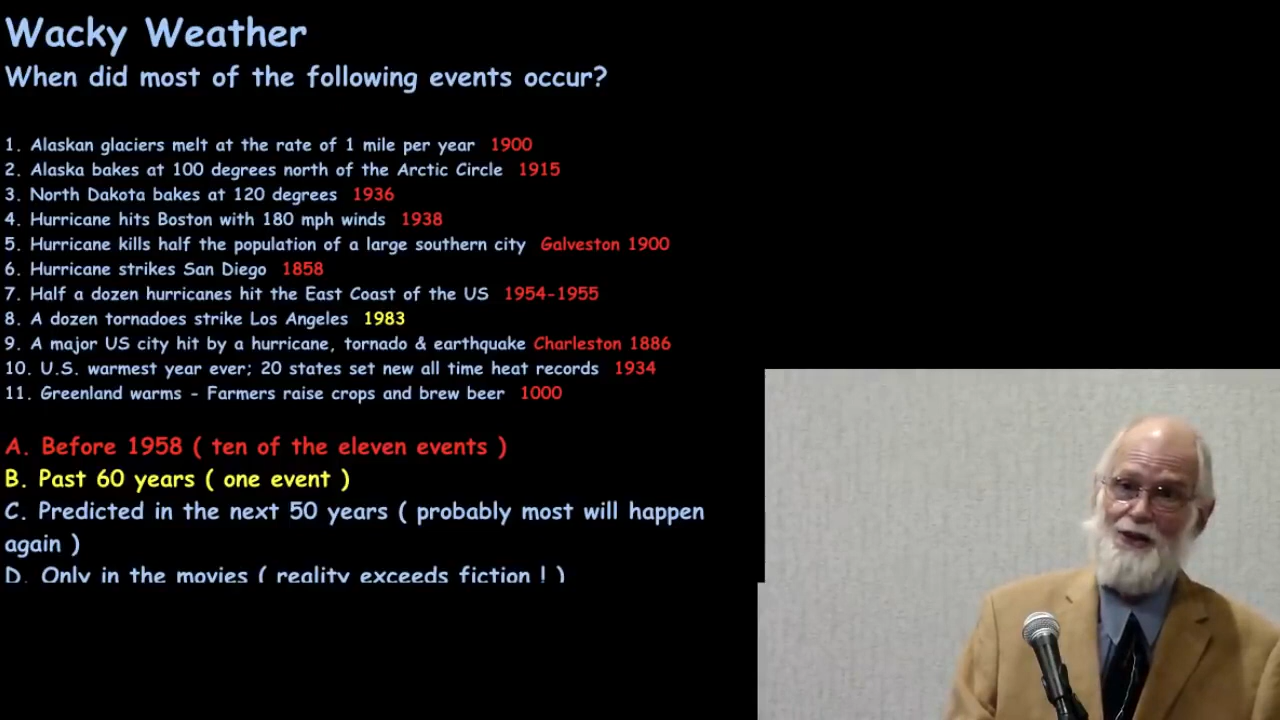 Wacky Weather
When did most of the following events occur?
1. Alaskan glaciers melt at the rate of 1 mile per year 1900
2. Alaska bakes at 100 degrees north of the Arctic Circle 1915
3. North Dakota bakes at 120 degrees 1936
4. Hurricane hits Boston with 180 mph winds 1938
5. Hurricane kills half the population of a large southern city Galveston 1900
6. Hurricane strikes San Diego 1858
7. Half a dozen hurricanes hit the East Coast of the US 1954-1955
8. A dozen tornadoes strike Los Angeles 1983
9. A major US city hit by a hurricane, tornado & earthquake Charleston 1886
10. U.S. warmest year ever; 20 states set new all time heat records 1934
11. Greenland warms - Farmers raise crops and brew beer 1000
A. Before 1958 ( ten of the eleven events )
B. Past 60 years ( one event )
C. Predicted in the next 50 years ( probably most will happen
again )
D. Only in the movies ( reality exceeds fiction ! )